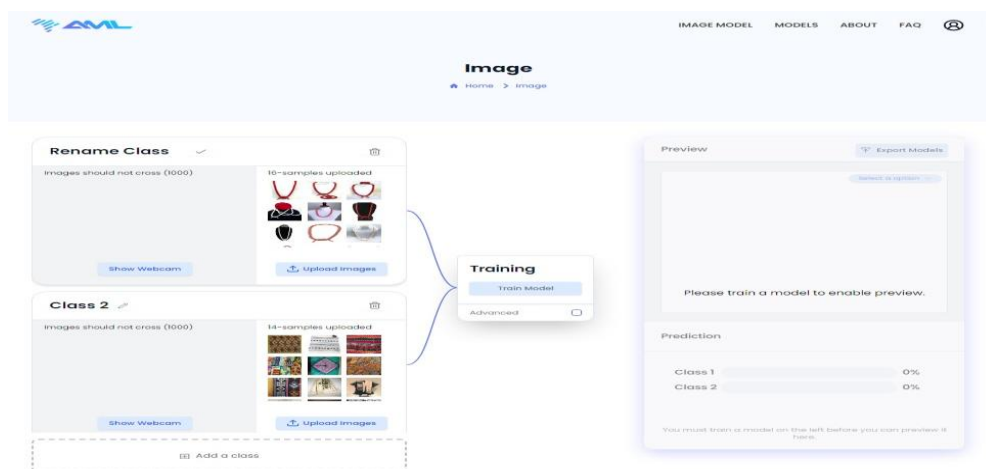 AML
IMAGE MODEL MODELS ABOUT FAQ
Image
Home > Image
Rename Class
Images should not cross (1000)
10-samples uploaded
Show Webcam
Upload Images
Class 2
Images should not cross (1000)
14-samples uploaded
Show Webcam
Upload Images
Add a class
Training
Train Model
Advanced
Preview
Export Models
Select a option
Please train a model to enable preview.
Prediction
Class 1 0%
Class 2 0%
You must train a model on the left before you can preview it
here.